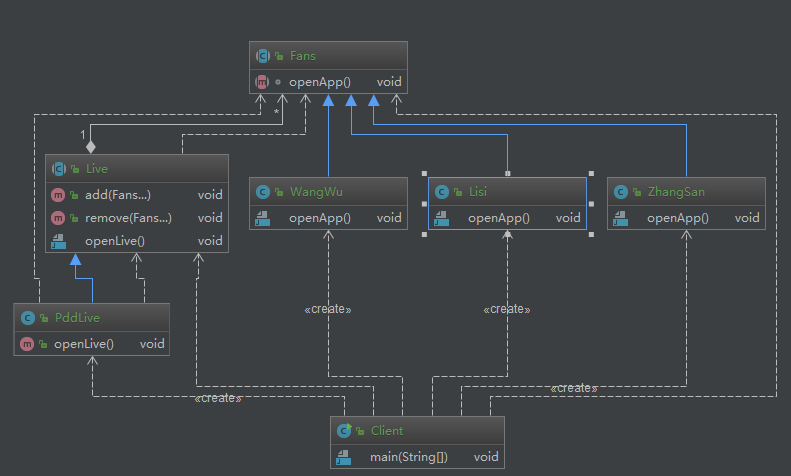 Fans
openApp() void
1
*
Live
add(Fans...) void
remove(Fans...) void
openLive() void
WangWu
openApp() void
Lisi
openApp() void
ZhangSan
openApp() void
PddLive
openLive() void
«create»
«create»
«create»
«create»
Client
main(String[]) void